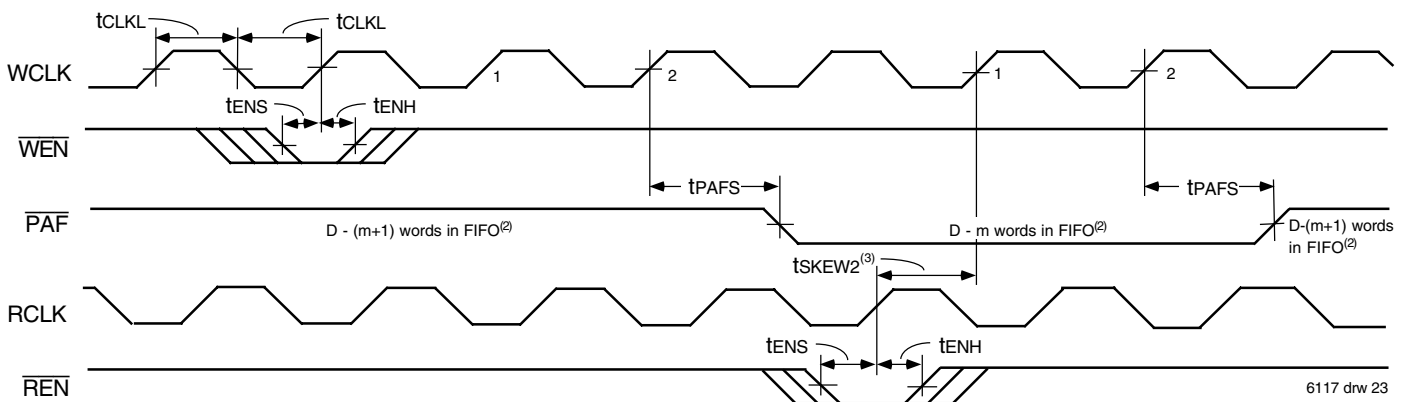 tCLKL tCLKL
WCLK 1 2 1 2
tENS tENH
WEN
tPAFS tPAFS
PAF
D - (m+1) words in FIFO(2) D - m words in FIFO(2) D-(m+1) words
in FIFO(2)
tSKEW2(3)
RCLK
tENS tENH
REN
6117 drw 23